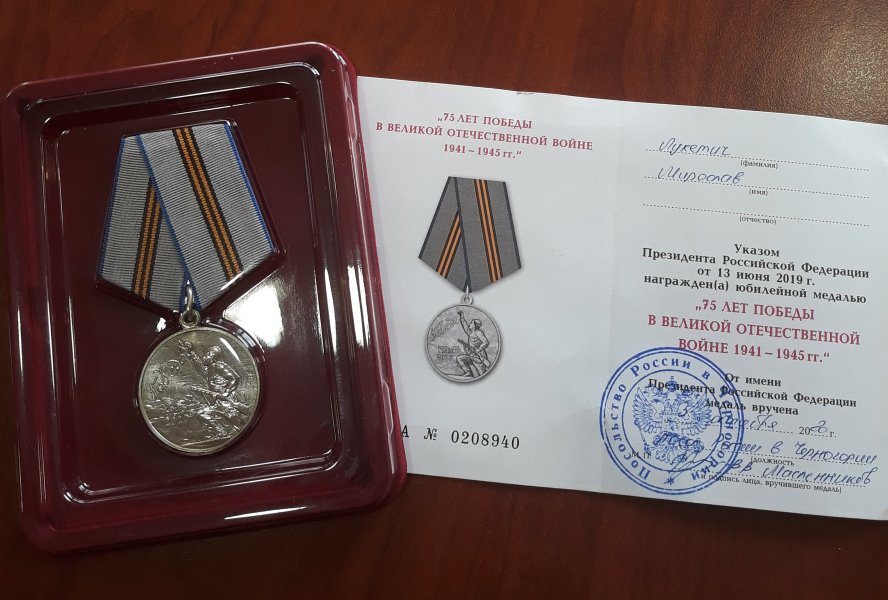 „75 ЛЕТ ПОБЕДЫ
В ВЕЛИКОЙ ОТЕЧЕСТВЕННОЙ ВОЙНЕ
1941 – 1945 гг.“
А № 0208940
Лукетич
(фамилия)
Мирослав
(имя)
(отчество)
Указом
Президента Российской Федерации
от 13 июня 2019 г.
награжден(а) юбилейной медалью
„75 ЛЕТ ПОБЕДЫ
В ВЕЛИКОЙ ОТЕЧЕСТВЕННОЙ
ВОЙНЕ 1941 – 1945 гг.“
От имени
Президента Российской Федерации
медаль вручена
20 г.
России в Черногории
М.П. (должность
Масленников
и подпись лица, вручившего медаль)
Посольство России в Черногории